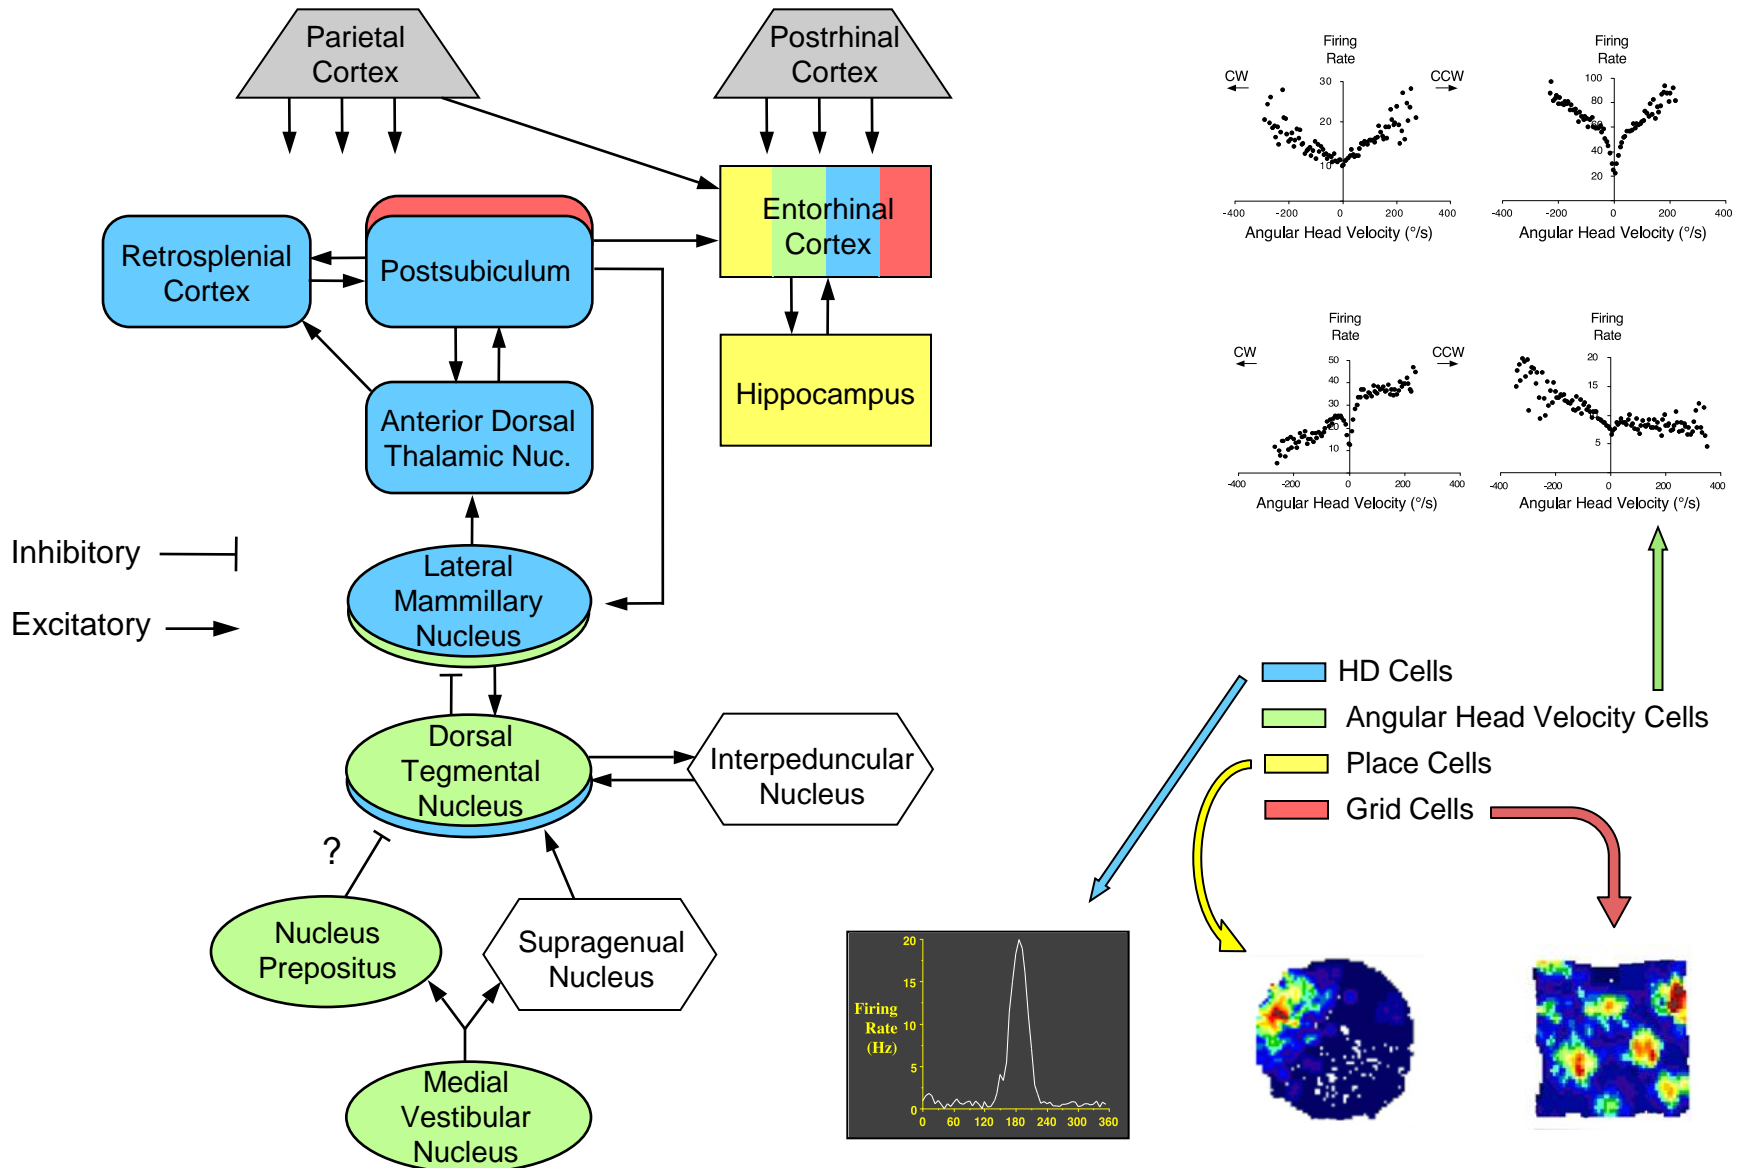 Parietal
Cortex
Postrhinal
Cortex
Retrosplenial
Cortex
Postsubiculum
Entorhinal
Cortex
Anterior Dorsal
Thalamic Nuc.
Hippocampus
Inhibitory
Excitatory
Lateral
Mammillary
Nucleus
Dorsal
Tegmental
Nucleus
Interpeduncular
Nucleus
?
Nucleus
Prepositus
Supragenual
Nucleus
Medial
Vestibular
Nucleus
Firing
Rate
CW
CCW
30
20
10
-400 -200 0 200 400
Angular Head Velocity (°/s)
Firing
Rate
100
80
60
40
20
-400 -200 0 200 400
Angular Head Velocity (°/s)
Firing
Rate
CW
CCW
50
40
30
20
10
-400 -200 0 200 400
Angular Head Velocity (°/s)
Firing
Rate
20
15
10
5
-400 -200 0 200 400
Angular Head Velocity (°/s)
HD Cells
Angular Head Velocity Cells
Place Cells
Grid Cells
Firing
Rate
(Hz)
20
15
10
5
0
0 60 120 180 240 300 360